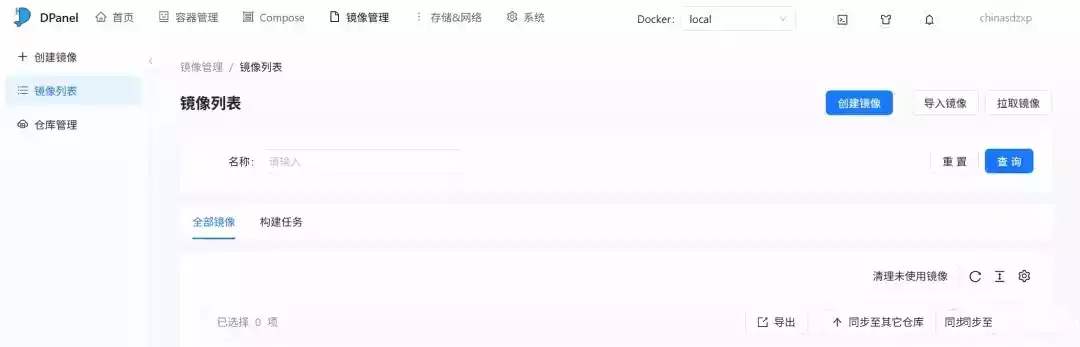 DPanel 首页 容器管理 Compose 镜像管理 存储&网络 系统 Docker: local chinasdzxp
创建镜像
镜像列表
仓库管理
镜像管理 / 镜像列表
镜像列表 创建镜像 导入镜像 拉取镜像
名称: 请输入 重置 查询
全部镜像 构建任务
清理未使用镜像
已选择 0 项 导出 同步至其它仓库 同步同步至